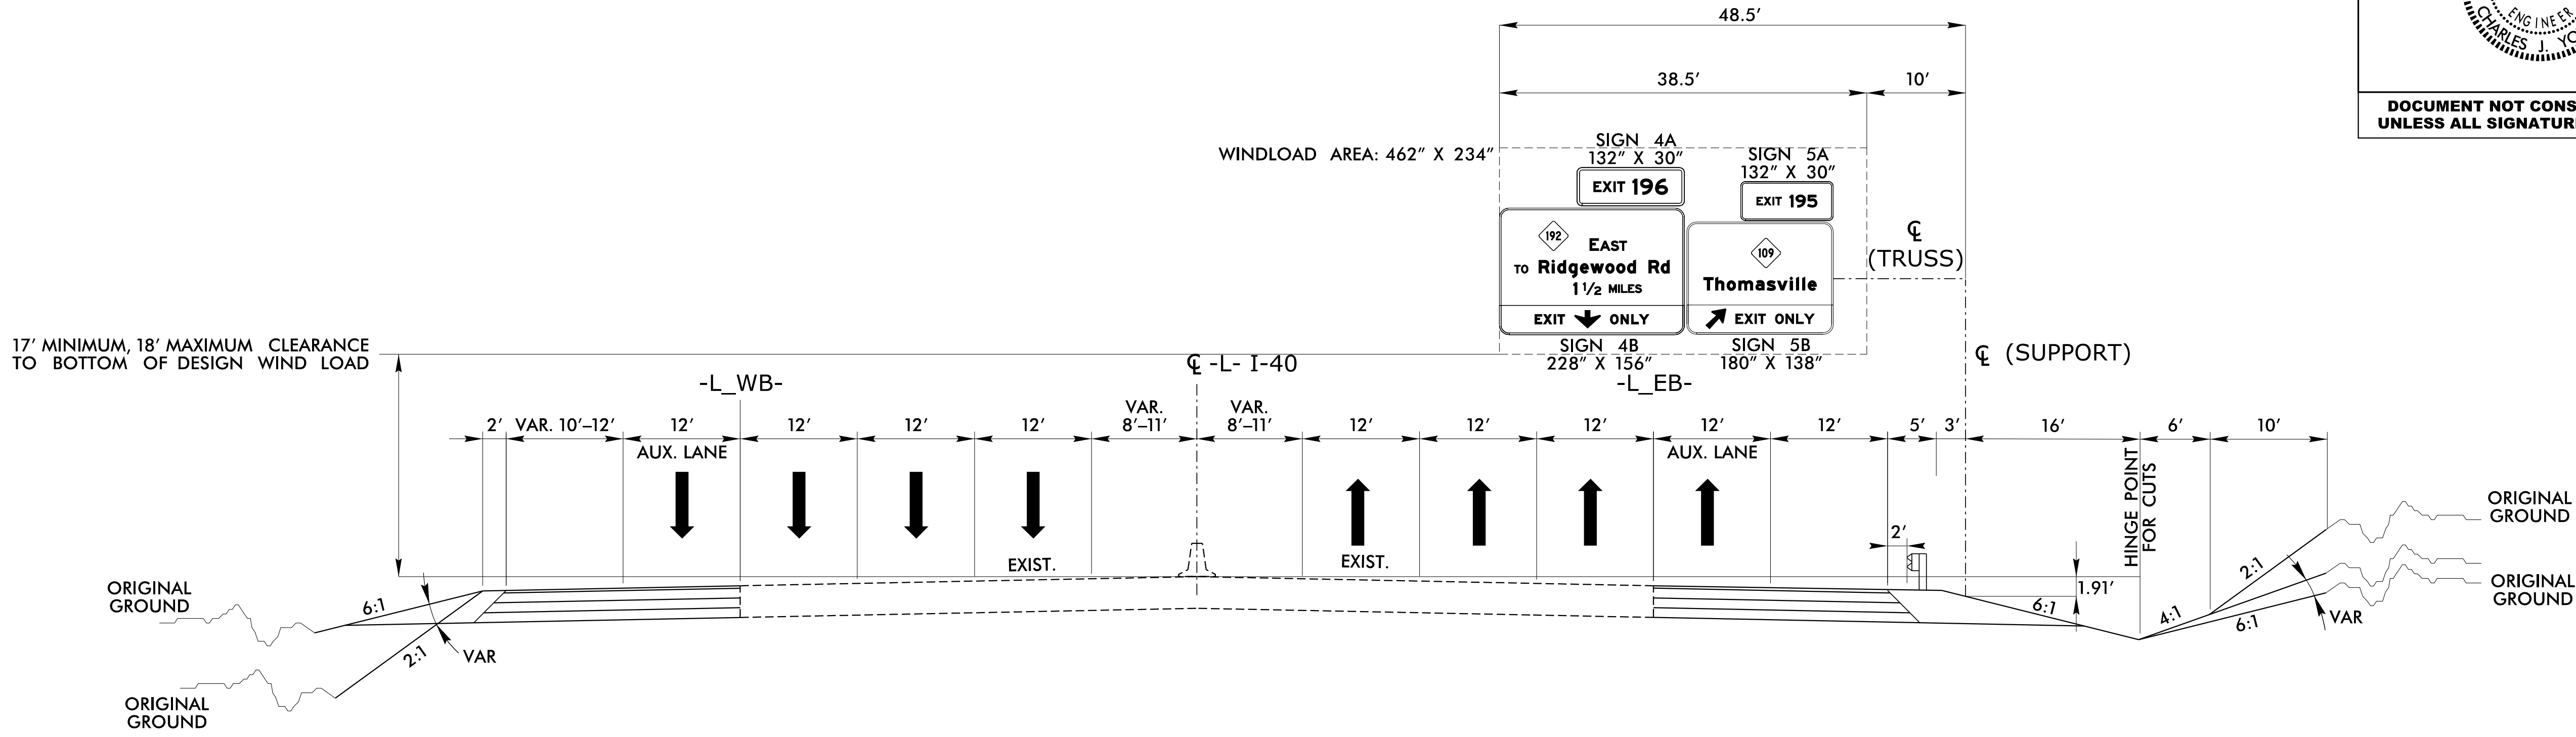 48.5'
38.5' 10'
ENGINEER
CHARLES J.
DOCUMENT NOT
UNLESS ALL
WINDLOAD AREA: 462" X 234"
SIGN 4A
132" X 30"
EXIT 196
SIGN 5A
132" X 30"
EXIT 195
192 EAST
TO Ridgewood Rd
1 1/2 MILES
EXIT ONLY
109
Thomasville
EXIT ONLY
SIGN 4B
228" X 156"
SIGN 5B
180" X 138"
℄
(TRUSS)
℄ (SUPPORT)
17' MINIMUM, 18' MAXIMUM CLEARANCE
TO BOTTOM OF DESIGN WIND LOAD
-L_WB-
℄ -L- I-40
-L_EB-
2' VAR. 10'–12' 12' 12' 12' 12' VAR. 8'–11' VAR. 8'–11' 12' 12' 12' 12' 12' 5' 3' 16' 6' 10'
AUX. LANE
AUX. LANE
EXIST.
EXIST.
2'
HINGE POINT
FOR CUTS
1.91'
ORIGINAL
GROUND
6:1
2:1
VAR
ORIGINAL
GROUND
6:1
4:1
2:1
6:1
VAR
ORIGINAL
GROUND
ORIGINAL
GROUND